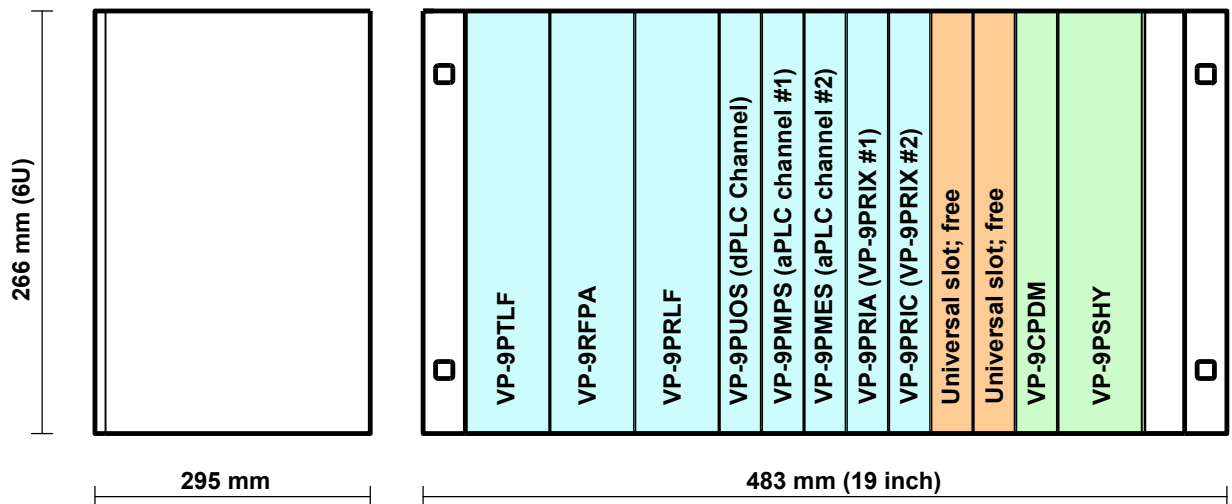 266 mm (6U)
VP-9PTLF
VP-9RFPA
VP-9PRLF
VP-9PUOS (dPLC Channel)
VP-9PMPS (aPLC channel #1)
VP-9PMES (aPLC channel #2)
VP-9PRIA (VP-9PRIX #1)
VP-9PRIC (VP-9PRIX #2)
Universal slot; free
Universal slot; free
VP-9CPDM
VP-9PSHY
295 mm
483 mm (19 inch)